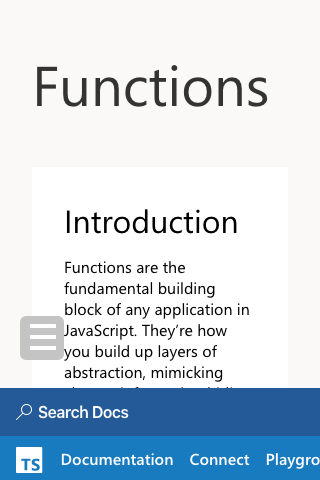 Functions
Introduction
Functions are the
fundamental building
block of any application in
JavaScript. They’re how
you build up layers of
abstraction, mimicking
Search Docs
TS Documentation Connect Playgro